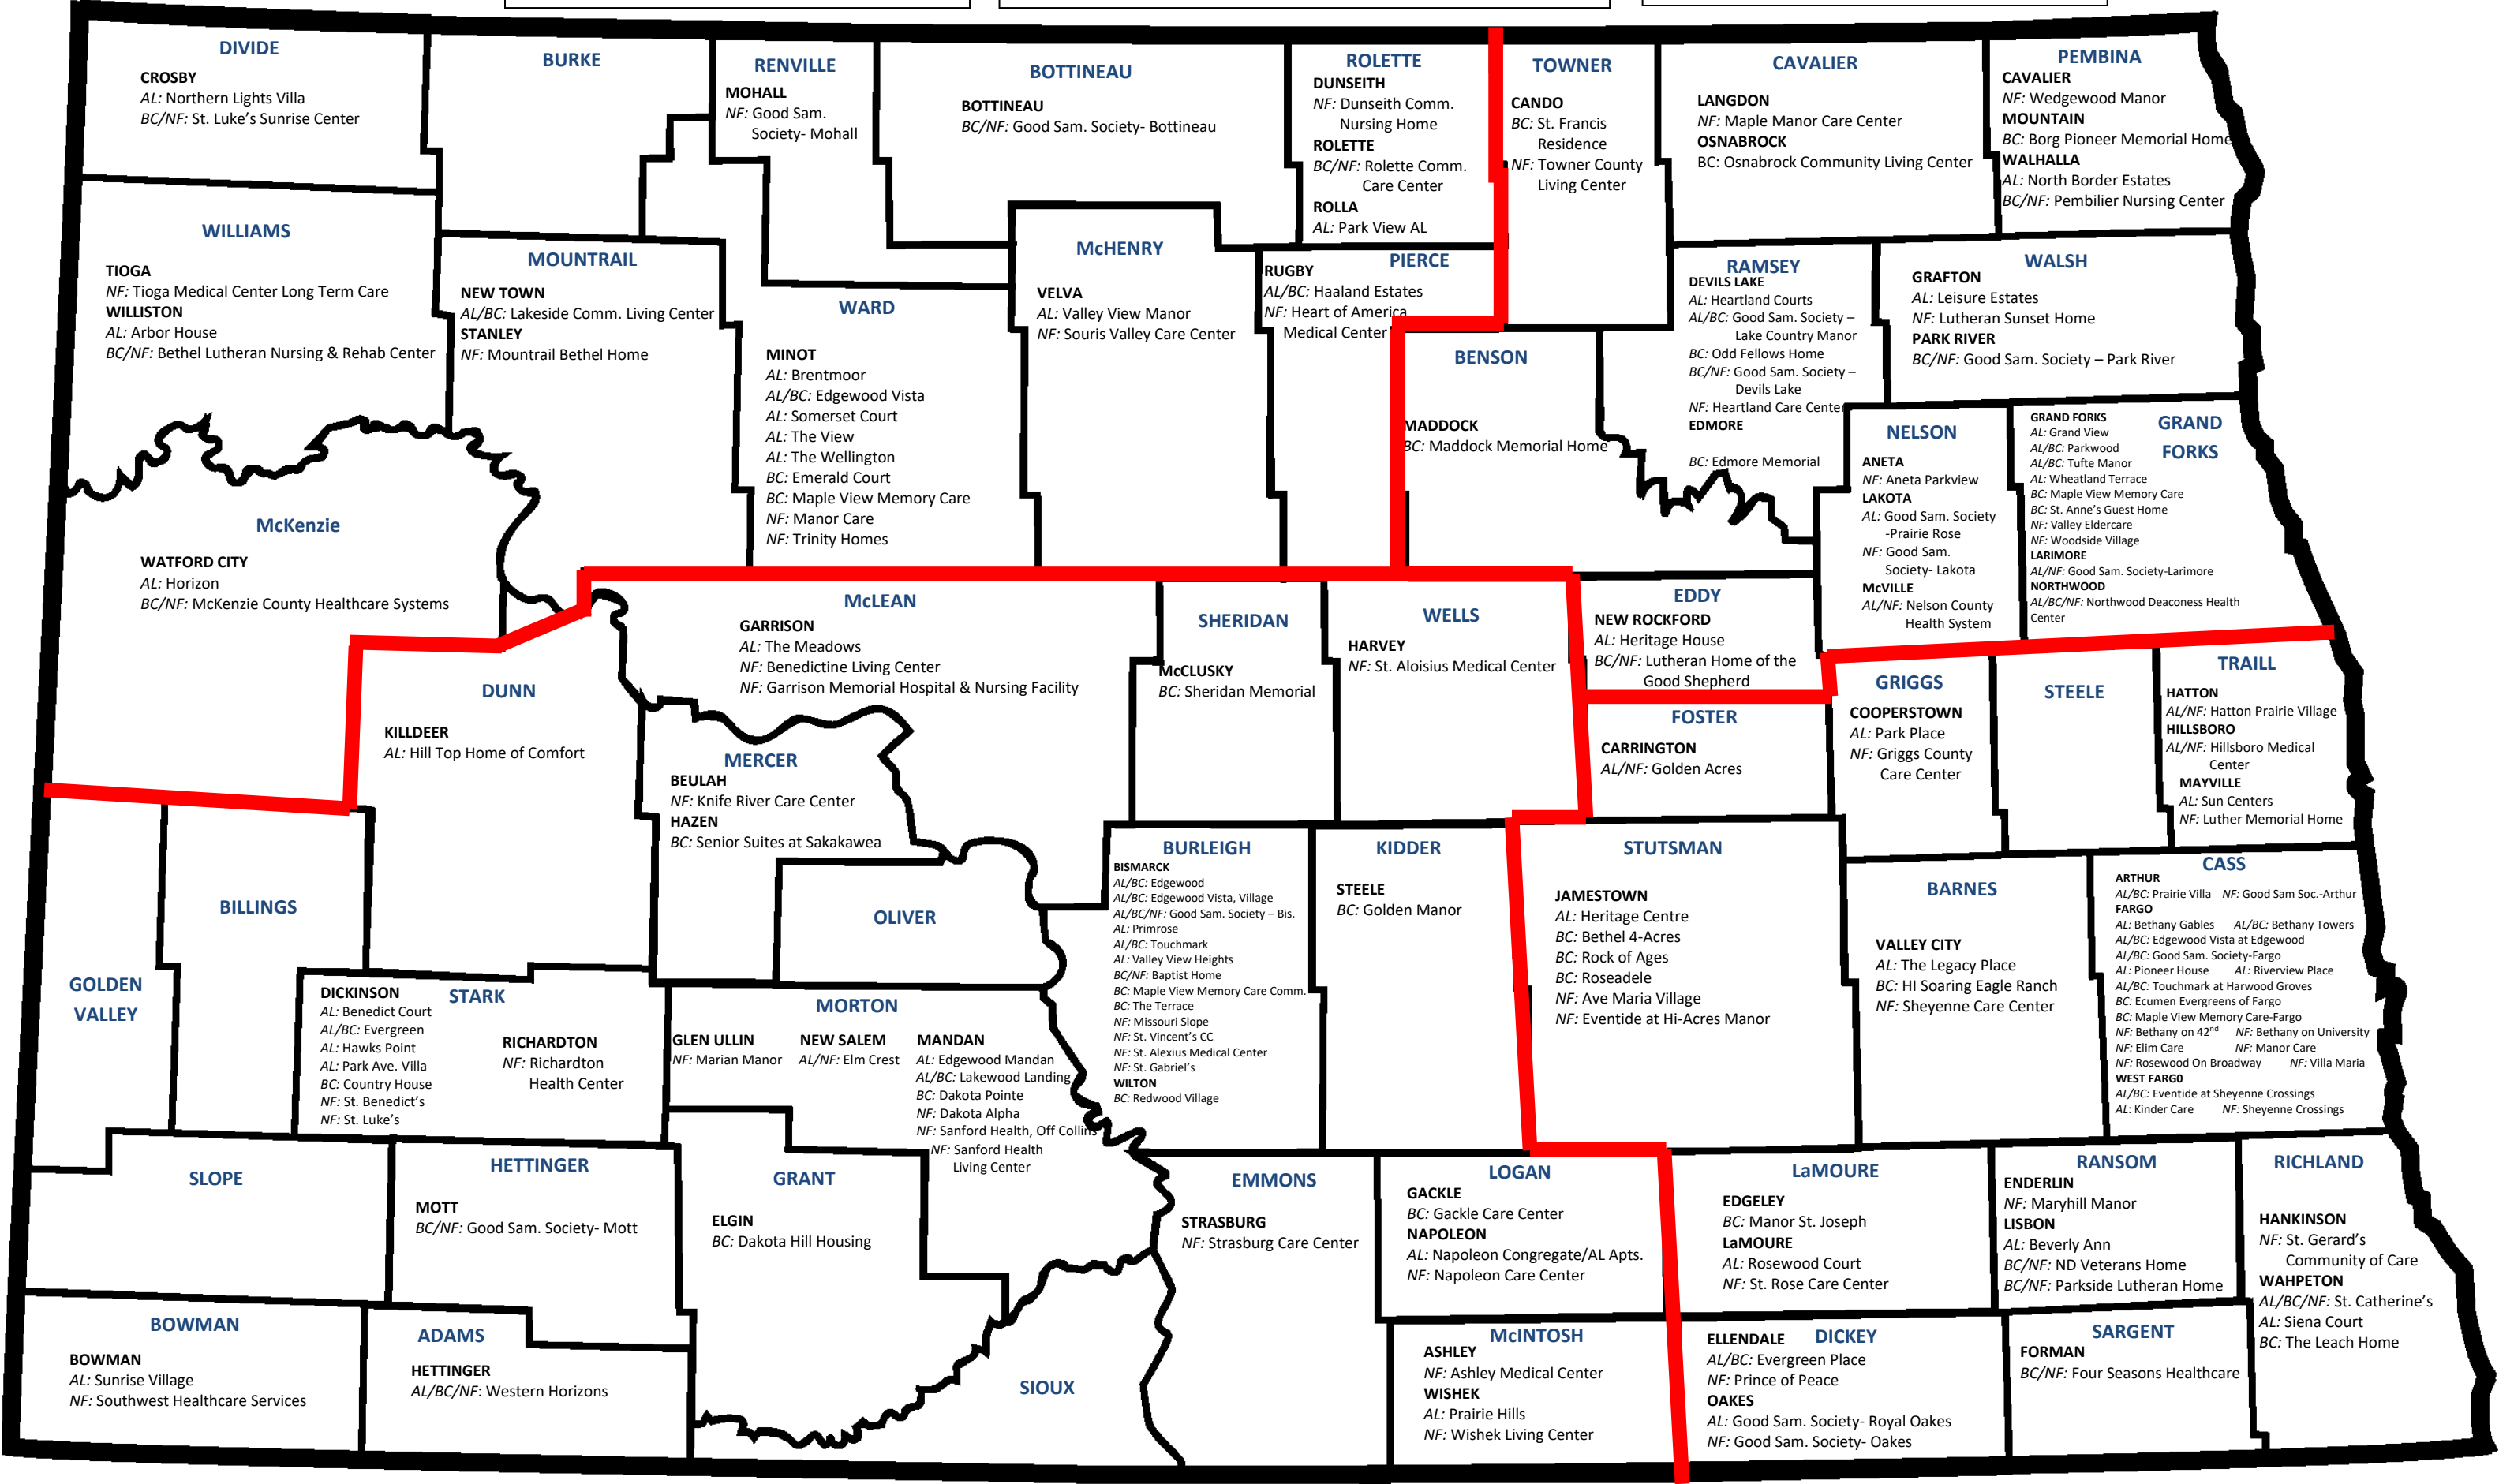 DIVIDE
CROSBY
AL: Northern Lights Villa
BC/NF: St. Luke’s Sunrise Center
BURKE
RENVILLE
MOHALL
NF: Good Sam.
Society- Mohall
BOTTINEAU
BOTTINEAU
BC/NF: Good Sam. Society- Bottineau
ROLETTE
DUNSEITH
NF: Dunseith Comm.
Nursing Home
ROLETTE
BC/NF: Rolette Comm.
Care Center
ROLLA
AL: Park View AL
TOWNER
CANDO
BC: St. Francis
Residence
NF: Towner County
Living Center
CAVALIER
LANGDON
NF: Maple Manor Care Center
OSNABROCK
BC: Osnabrock Community Living Center
PEMBINA
CAVALIER
NF: Wedgewood Manor
MOUNTAIN
BC: Borg Pioneer Memorial Home
WALHALLA
AL: North Border Estates
BC/NF: Pembilier Nursing Center
WILLIAMS
TIOGA
NF: Tioga Medical Center Long Term Care
WILLISTON
AL: Arbor House
BC/NF: Bethel Lutheran Nursing & Rehab Center
MOUNTRAIL
NEW TOWN
AL/BC: Lakeside Comm. Living Center
STANLEY
NF: Mountrail Bethel Home
WARD
MINOT
AL: Brentmoor
AL/BC: Edgewood Vista
AL: Somerset Court
AL: The View
AL: The Wellington
BC: Emerald Court
BC: Maple View Memory Care
NF: Manor Care
NF: Trinity Homes
McHENRY
VELVA
AL: Valley View Manor
NF: Souris Valley Care Center
PIERCE
RUGBY
AL/BC: Haaland Estates
NF: Heart of America
Medical Center
BENSON
MADDOCK
BC: Maddock Memorial Home
RAMSEY
DEVILS LAKE
AL: Heartland Courts
AL/BC: Good Sam. Society –
Lake Country Manor
BC: Odd Fellows Home
BC/NF: Good Sam. Society –
Devils Lake
NF: Heartland Care Center
EDMORE
BC: Edmore Memorial
WALSH
GRAFTON
AL: Leisure Estates
NF: Lutheran Sunset Home
PARK RIVER
BC/NF: Good Sam. Society – Park River
NELSON
ANETA
NF: Aneta Parkview
LAKOTA
AL: Good Sam. Society
-Prairie Rose
NF: Good Sam.
Society- Lakota
McVILLE
AL/NF: Nelson County
Health System
GRAND
FORKS
GRAND FORKS
AL: Grand View
AL/BC: Parkwood
AL/BC: Tufte Manor
AL: Wheatland Terrace
BC: Maple View Memory Care
BC: St. Anne’s Guest Home
NF: Valley Eldercare
NF: Woodside Village
LARIMORE
AL/NF: Good Sam. Society-Larimore
NORTHWOOD
AL/BC/NF: Northwood Deaconess Health
Center
McKenzie
WATFORD CITY
AL: Horizon
BC/NF: McKenzie County Healthcare Systems
DUNN
KILLDEER
AL: Hill Top Home of Comfort
McLEAN
GARRISON
AL: The Meadows
NF: Benedictine Living Center
NF: Garrison Memorial Hospital & Nursing Facility
MERCER
BEULAH
NF: Knife River Care Center
HAZEN
BC: Senior Suites at Sakakawea
SHERIDAN
McCLUSKY
BC: Sheridan Memorial
WELLS
HARVEY
NF: St. Aloisius Medical Center
EDDY
NEW ROCKFORD
AL: Heritage House
BC/NF: Lutheran Home of the
Good Shepherd
FOSTER
CARRINGTON
AL/NF: Golden Acres
GRIGGS
COOPERSTOWN
AL: Park Place
NF: Griggs County
Care Center
STEELE
TRAILL
HATTON
AL/NF: Hatton Prairie Village
HILLSBORO
AL/NF: Hillsboro Medical
Center
MAYVILLE
AL: Sun Centers
NF: Luther Memorial Home
GOLDEN
VALLEY
BILLINGS
STARK
DICKINSON
AL: Benedict Court
AL/BC: Evergreen
AL: Hawks Point
AL: Park Ave. Villa
BC: Country House
NF: St. Benedict’s
NF: St. Luke’s
RICHARDTON
NF: Richardton
Health Center
OLIVER
MORTON
GLEN ULLIN
NF: Marian Manor
NEW SALEM
AL/NF: Elm Crest
MANDAN
AL: Edgewood Mandan
AL/BC: Lakewood Landing
BC: Dakota Pointe
NF: Dakota Alpha
NF: Sanford Health, Off Collins
NF: Sanford Health
Living Center
BURLEIGH
BISMARCK
AL/BC: Edgewood
AL/BC: Edgewood Vista, Village
AL/BC/NF: Good Sam. Society – Bis.
AL: Primrose
AL/BC: Touchmark
AL: Valley View Heights
BC/NF: Baptist Home
BC: Maple View Memory Care Comm.
BC: The Terrace
NF: Missouri Slope
NF: St. Vincent’s CC
NF: St. Alexius Medical Center
NF: St. Gabriel’s
WILTON
BC: Redwood Village
KIDDER
STEELE
BC: Golden Manor
STUTSMAN
JAMESTOWN
AL: Heritage Centre
BC: Bethel 4-Acres
BC: Rock of Ages
BC: Roseadele
NF: Ave Maria Village
NF: Eventide at Hi-Acres Manor
BARNES
VALLEY CITY
AL: The Legacy Place
BC: HI Soaring Eagle Ranch
NF: Sheyenne Care Center
CASS
ARTHUR
AL/BC: Prairie Villa NF: Good Sam Soc.-Arthur
FARGO
AL: Bethany Gables AL/BC: Bethany Towers
AL/BC: Edgewood Vista at Edgewood
AL/BC: Good Sam. Society-Fargo
AL: Pioneer House AL: Riverview Place
AL/BC: Touchmark at Harwood Groves
BC: Ecumen Evergreens of Fargo
BC: Maple View Memory Care-Fargo
NF: Bethany on 42nd NF: Bethany on University
NF: Elim Care NF: Manor Care
NF: Rosewood On Broadway NF: Villa Maria
WEST FARG0
AL/BC: Eventide at Sheyenne Crossings
AL: Kinder Care NF: Sheyenne Crossings
SLOPE
HETTINGER
MOTT
BC/NF: Good Sam. Society- Mott
GRANT
ELGIN
BC: Dakota Hill Housing
EMMONS
STRASBURG
NF: Strasburg Care Center
LOGAN
GACKLE
BC: Gackle Care Center
NAPOLEON
AL: Napoleon Congregate/AL Apts.
NF: Napoleon Care Center
LaMOURE
EDGELEY
BC: Manor St. Joseph
LaMOURE
AL: Rosewood Court
NF: St. Rose Care Center
RANSOM
ENDERLIN
NF: Maryhill Manor
LISBON
AL: Beverly Ann
BC/NF: ND Veterans Home
BC/NF: Parkside Lutheran Home
RICHLAND
HANKINSON
NF: St. Gerard’s
Community of Care
WAHPETON
AL/BC/NF: St. Catherine’s
AL: Siena Court
BC: The Leach Home
BOWMAN
BOWMAN
AL: Sunrise Village
NF: Southwest Healthcare Services
ADAMS
HETTINGER
AL/BC/NF: Western Horizons
SIOUX
McINTOSH
ASHLEY
NF: Ashley Medical Center
WISHEK
AL: Prairie Hills
NF: Wishek Living Center
DICKEY
ELLENDALE
AL/BC: Evergreen Place
NF: Prince of Peace
OAKES
AL: Good Sam. Society- Royal Oakes
NF: Good Sam. Society- Oakes
SARGENT
FORMAN
BC/NF: Four Seasons Healthcare